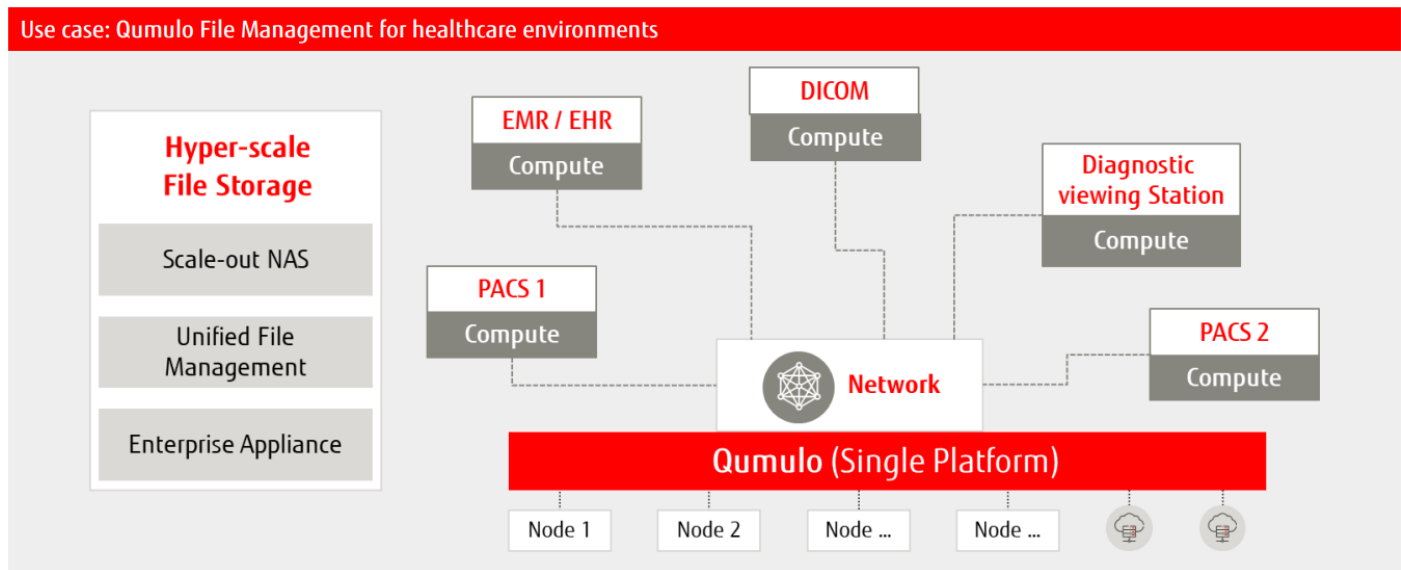 Use case: Qumulo File Management for healthcare environments
Hyper-scale
File Storage
Scale-out NAS
Unified File
Management
Enterprise Appliance
EMR / EHR
Compute
DICOM
Compute
Diagnostic
viewing Station
Compute
PACS 1
Compute
PACS 2
Compute
Network
Qumulo (Single Platform)
Node 1
Node 2
Node ...
Node ...